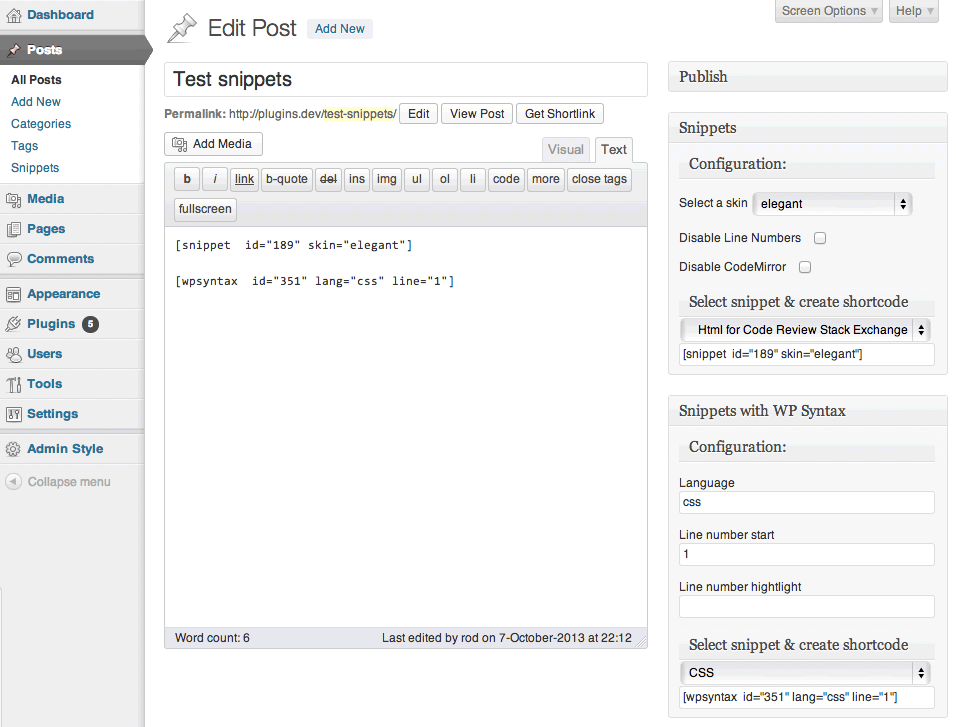 Dashboard
Posts
All Posts
Add New
Categories
Tags
Snippets
Media
Pages
Comments
Appearance
Plugins 5
Users
Tools
Settings
Admin Style
Collapse menu
Screen Options Help
Edit Post Add New
Test snippets
Permalink: http://plugins.dev/test-snippets/ Edit View Post Get Shortlink
Add Media
Visual Text
b i link b-quote del ins img ul ol li code more close tags
fullscreen
[snippet  id="189" skin="elegant"]
[wpsyntax  id="351" lang="css" line="1"]
Word count: 6 Last edited by rod on 7-October-2013 at 22:12
Publish
Snippets
Configuration:
Select a skin elegant
Disable Line Numbers
Disable CodeMirror
Select snippet & create shortcode
Html for Code Review Stack Exchange
[snippet  id="189" skin="elegant"]
Snippets with WP Syntax
Configuration:
Language
css
Line number start
1
Line number hightlight
Select snippet & create shortcode
CSS
[wpsyntax  id="351" lang="css" line="1"]